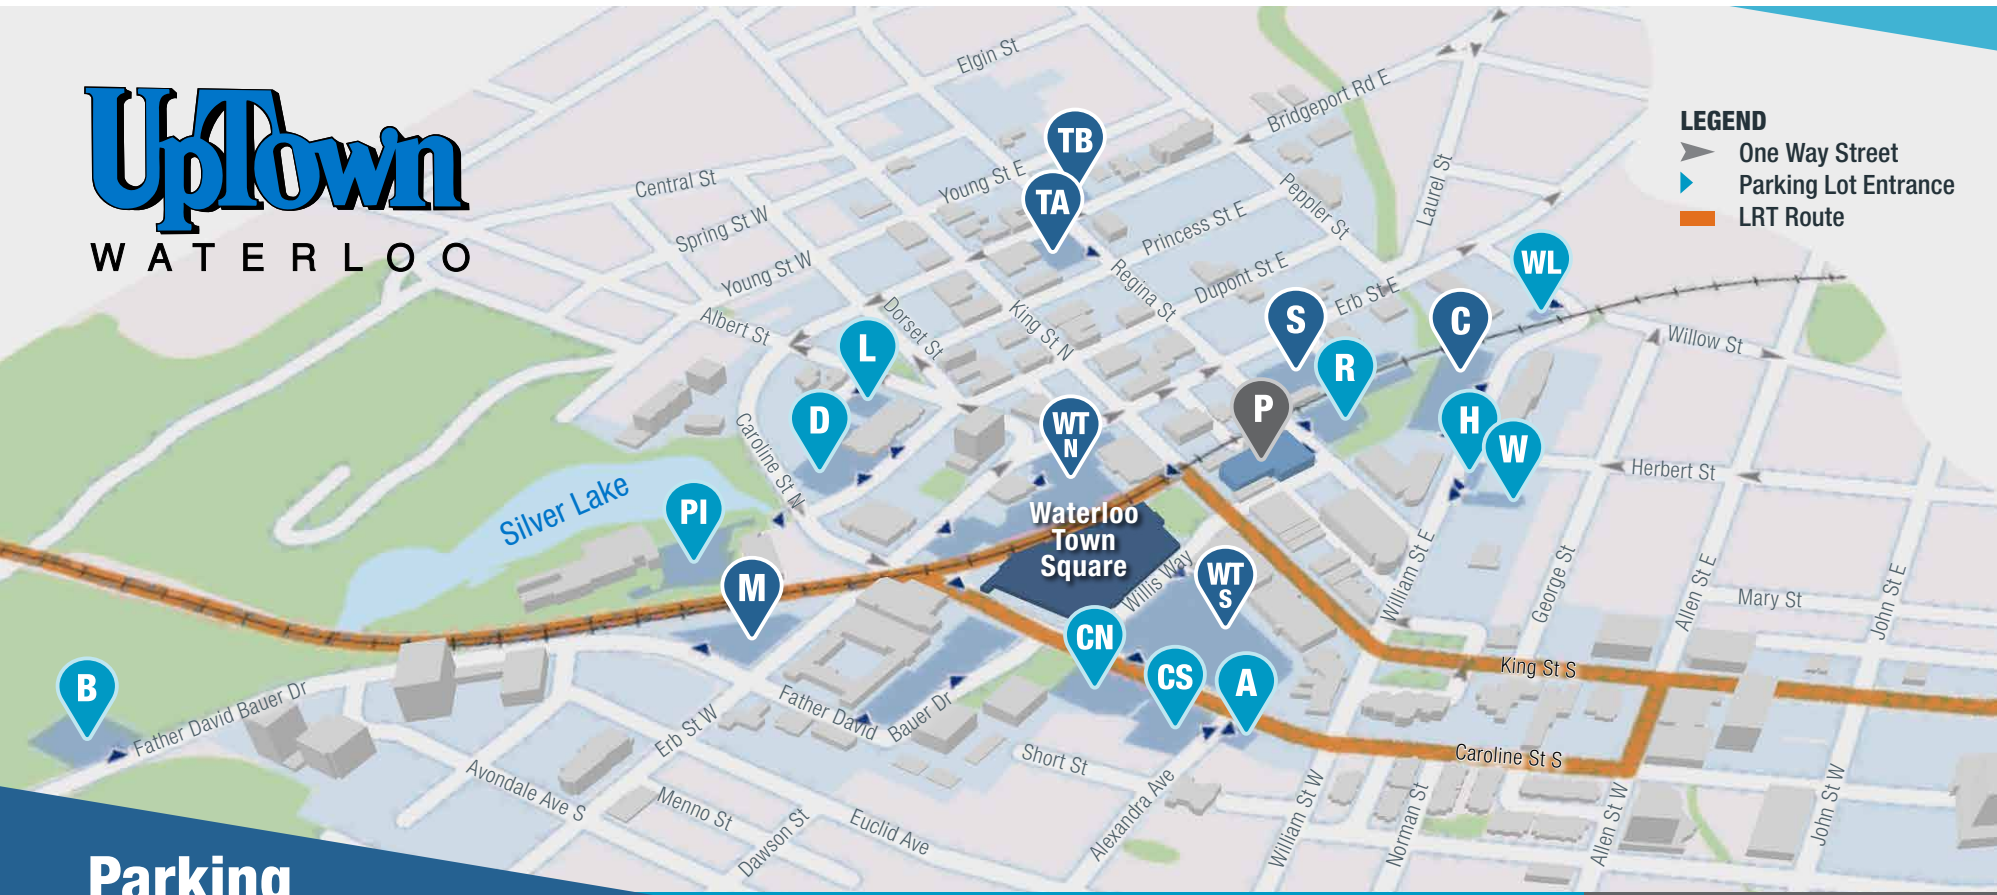 UpTown
WATERLOO
LEGEND
One Way Street
Parking Lot Entrance
LRT Route
Elgin St
Bridgeport Rd E
Central St
Spring St W
Young St W
Young St E
Albert St
Dorset St
King St N
Regina St
Princess St E
Dupont St E
Peppler St
Laurel St
Erb St E
Willow St
Herbert St
Caroline St N
Silver Lake
TB
TA
WL
S
C
R
L
P
D
H
W
WT
N
PI
M
WT
S
CN
CS
A
B
Waterloo
Town
Square
Willis Way
William St E
George St
Allen St E
John St E
Mary St
King St S
Caroline St S
Father David Bauer Dr
Father David
Bauer Dr
Erb St W
Avondale Ave S
Menno St
Dawson St
Euclid Ave
Short St
Alexandra Ave
William St W
Norman St
Allen St W
John St W
Parking